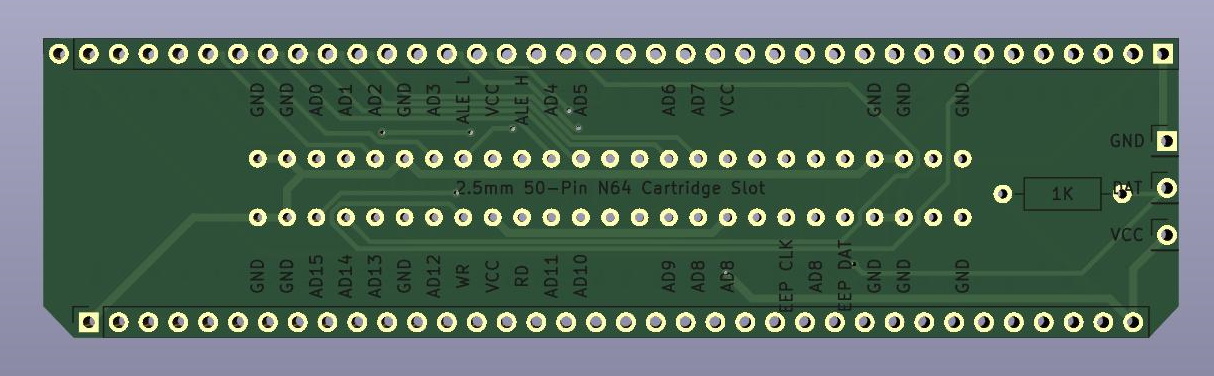 GND GND AD0 AD1 AD2 GND AD3 ALE L VCC ALE H AD4 AD5 AD6 AD7 VCC GND GND GND
GND
2.5mm 50-Pin N64 Cartridge Slot
1K
DAT
VCC
GND GND AD15 AD14 AD13 GND AD12 WR VCC RD AD11 AD10 AD9 AD8 AD8 EEP CLK AD8 EEP DAT GND GND GND